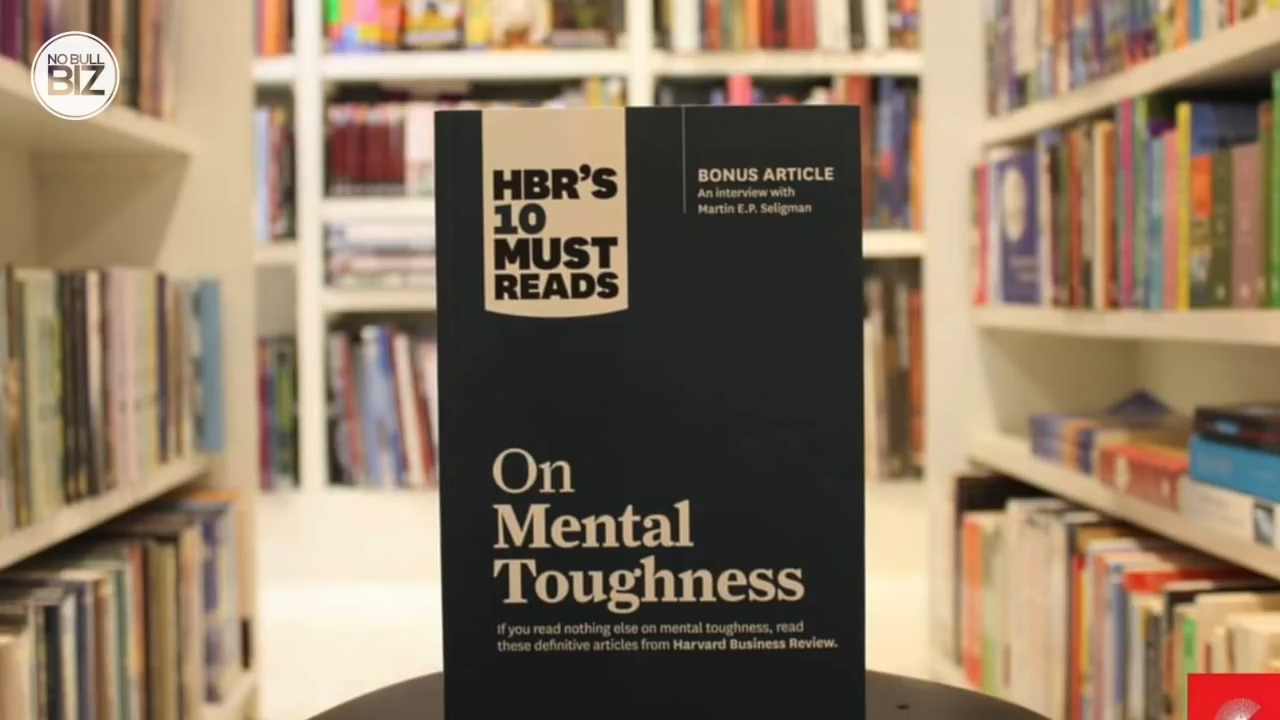 NO BULL
BIZ
HBR'S
10
MUST
READS
BONUS ARTICLE
An interview with
Martin E.P. Seligman
On
Mental
Toughness
If you read nothing else on mental toughness, read
these definitive articles from Harvard Business Review.